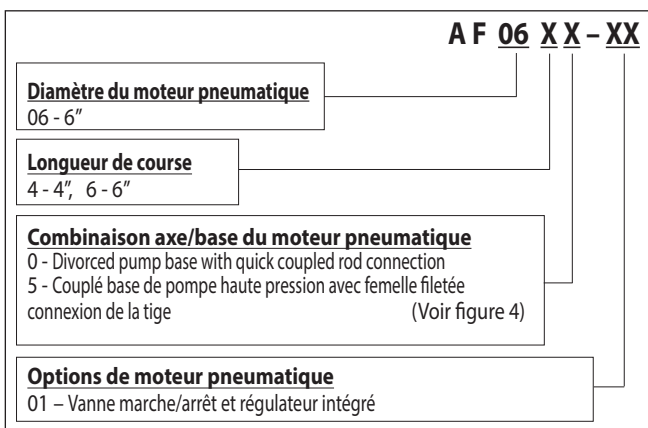 A F 06 X X – XX
Diamètre du moteur pneumatique
06 - 6”
Longueur de course
4 - 4”, 6 - 6”
Combinaison axe/base du moteur pneumatique
0 - Divorced pump base with quick coupled rod connection
5 - Couplé base de pompe haute pression avec femelle filetée
connexion de la tige (Voir figure 4)
Options de moteur pneumatique
01 – Vanne marche/arrêt et régulateur intégré